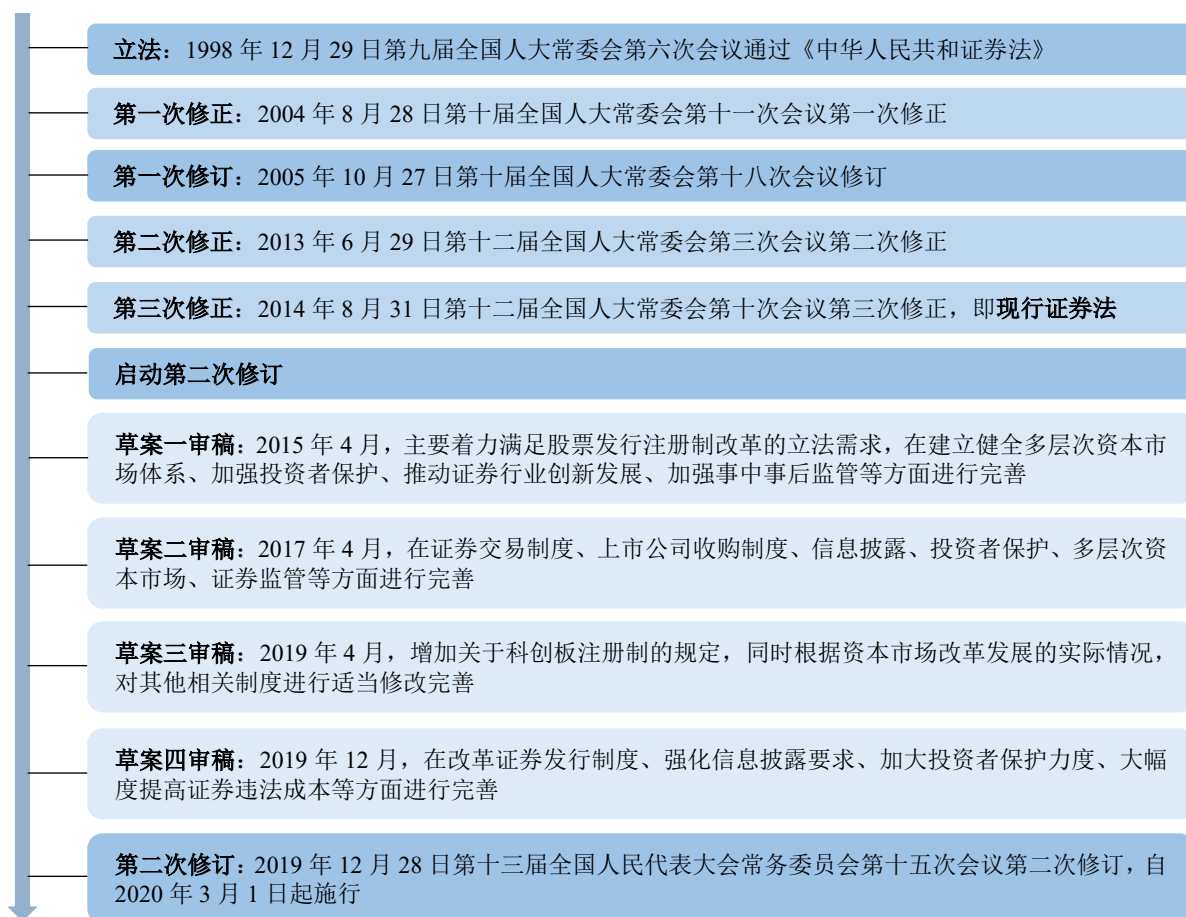 立法：1998 年 12 月 29 日第九届全国人大常委会第六次会议通过《中华人民共和证券法》
第一次修正：2004 年 8 月 28 日第十届全国人大常委会第十一次会议第一次修正
第一次修订：2005 年 10 月 27 日第十届全国人大常委会第十八次会议修订
第二次修正：2013 年 6 月 29 日第十二届全国人大常委会第三次会议第二次修正
第三次修正：2014 年 8 月 31 日第十二届全国人大常委会第十次会议第三次修正，即现行证券法
启动第二次修订
草案一审稿：2015 年 4 月，主要着力满足股票发行注册制改革的立法需求，在建立健全多层次资本市
场体系、加强投资者保护、推动证券行业创新发展、加强事中事后监管等方面进行完善
草案二审稿：2017 年 4 月，在证券交易制度、上市公司收购制度、信息披露、投资者保护、多层次资
本市场、证券监管等方面进行完善
草案三审稿：2019 年 4 月，增加关于科创板注册制的规定，同时根据资本市场改革发展的实际情况，
对其他相关制度进行适当修改完善
草案四审稿：2019 年 12 月，在改革证券发行制度、强化信息披露要求、加大投资者保护力度、大幅
度提高证券违法成本等方面进行完善
第二次修订：2019 年 12 月 28 日第十三届全国人民代表大会常务委员会第十五次会议第二次修订，自
2020 年 3 月 1 日起施行